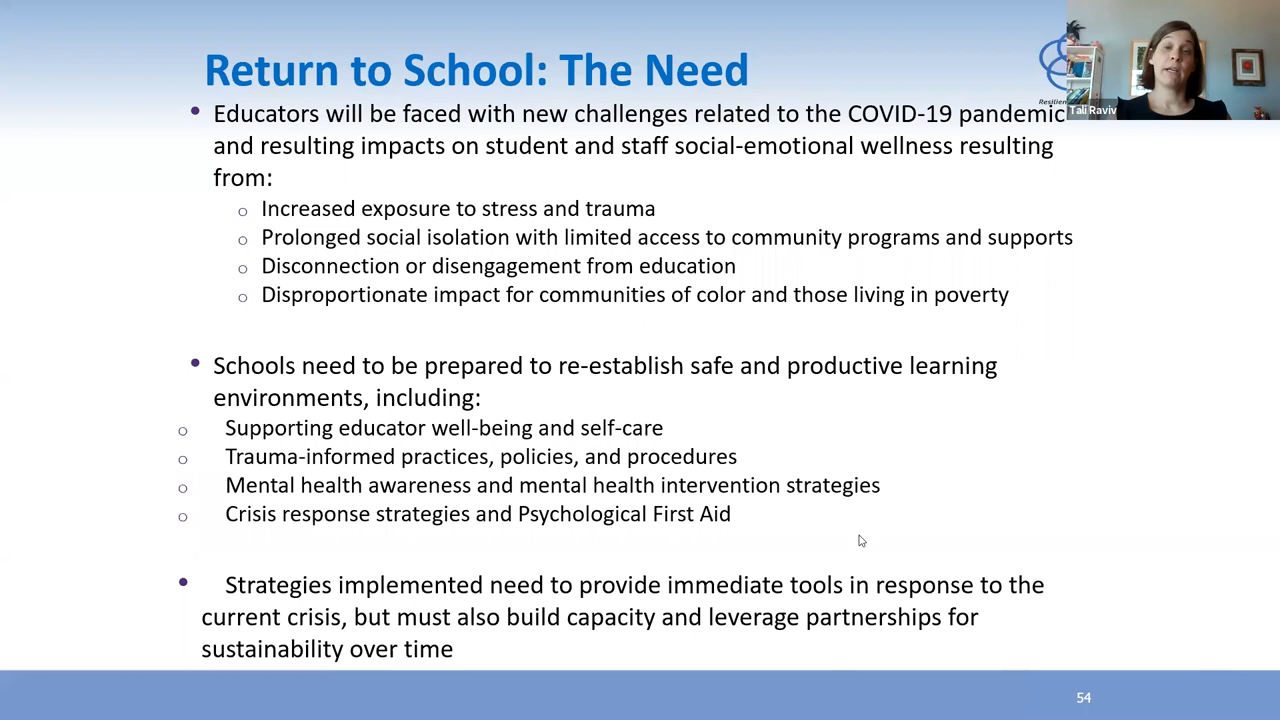 Return to School: The Need
• Educators will be faced with new challenges related to the COVID-19 pandemic
and resulting impacts on student and staff social-emotional wellness resulting
from:
o Increased exposure to stress and trauma
o Prolonged social isolation with limited access to community programs and supports
o Disconnection or disengagement from education
o Disproportionate impact for communities of color and those living in poverty
• Schools need to be prepared to re-establish safe and productive learning
environments, including:
o Supporting educator well-being and self-care
o Trauma-informed practices, policies, and procedures
o Mental health awareness and mental health intervention strategies
o Crisis response strategies and Psychological First Aid
• Strategies implemented need to provide immediate tools in response to the
current crisis, but must also build capacity and leverage partnerships for
sustainability over time
Tali Raviv
54